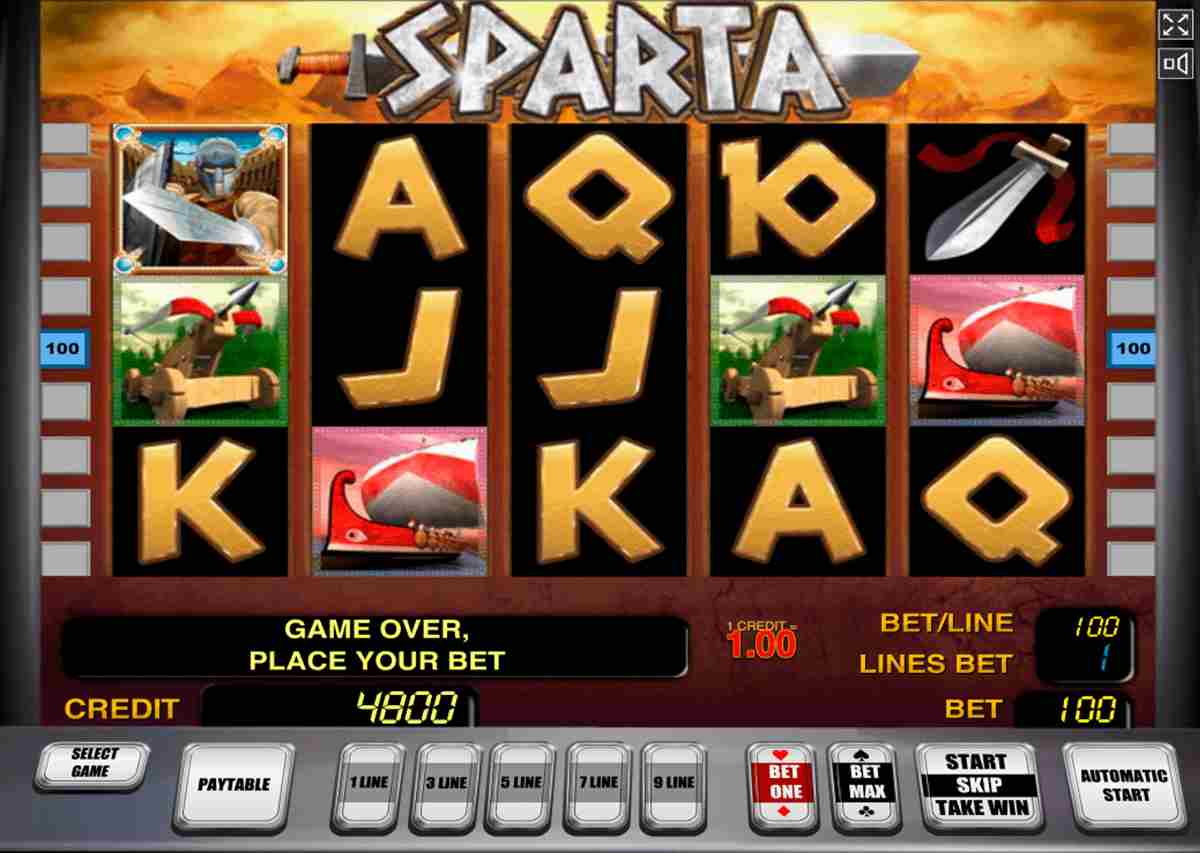 SPARTA
A Q 10
J J
K K A Q
100 100
GAME OVER,
PLACE YOUR BET
1 CREDIT =
1.00
BET/LINE 100
LINES BET 1
CREDIT 4800
BET 100
SELECT
GAME
PAYTABLE
1 LINE
3 LINE
5 LINE
7 LINE
9 LINE
BET
ONE
BET
MAX
START
SKIP
TAKE WIN
AUTOMATIC
START